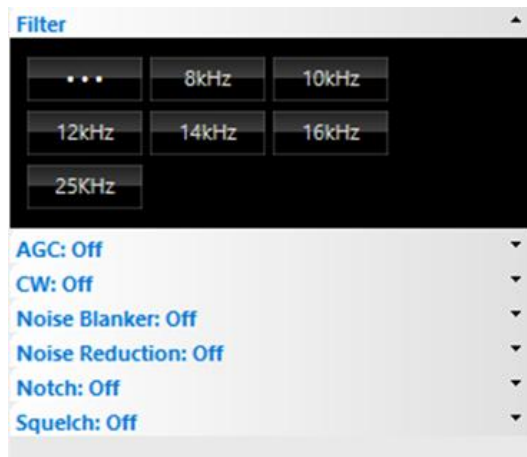 Filter
... 8kHz 10kHz
12kHz 14kHz 16kHz
25KHz
AGC: Off
CW: Off
Noise Blanker: Off
Noise Reduction: Off
Notch: Off
Squelch: Off